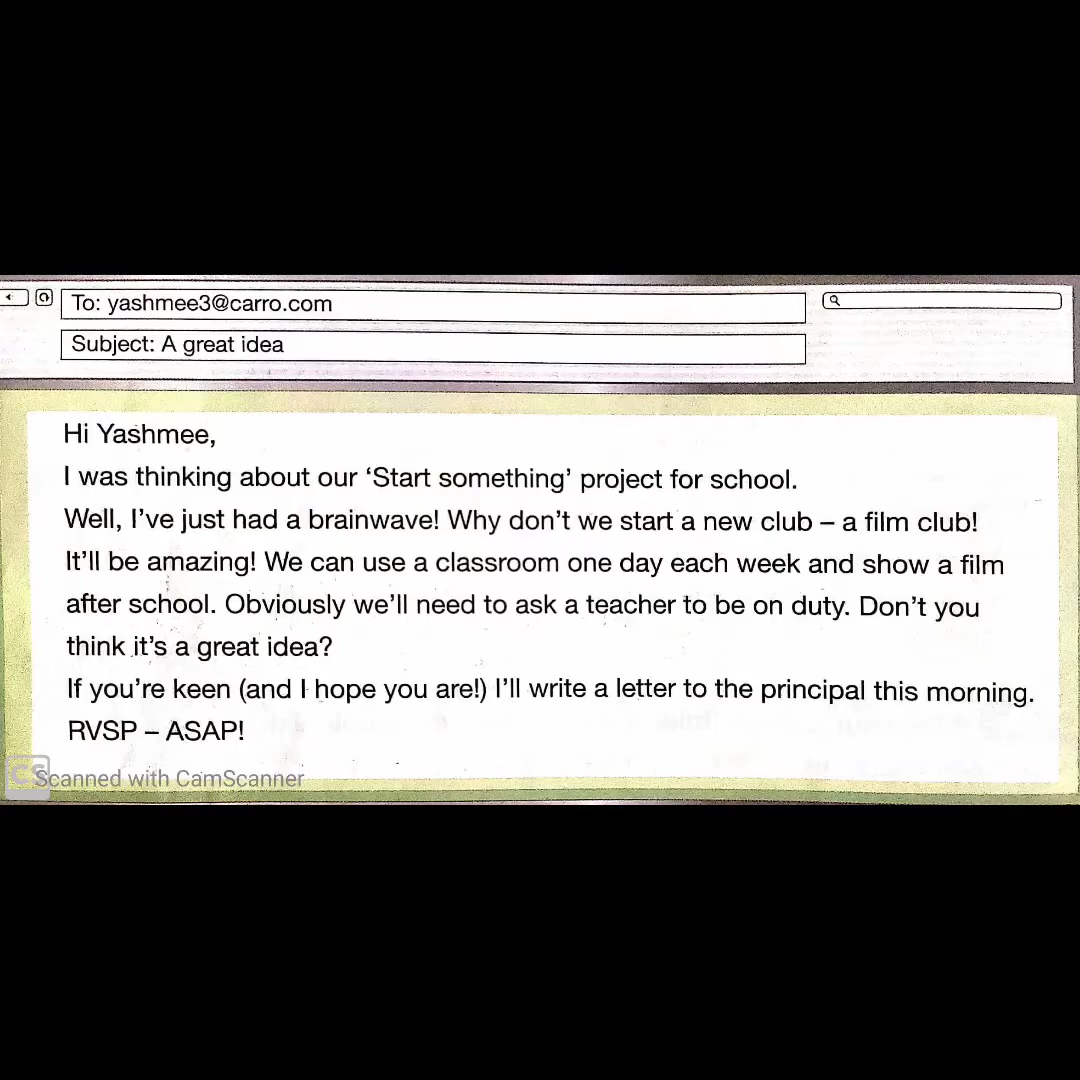 To: yashmee3@carro.com
Subject: A great idea
Hi Yashmee,
I was thinking about our ‘Start something’ project for school.
Well, I’ve just had a brainwave! Why don’t we start a new club – a film club!
It’ll be amazing! We can use a classroom one day each week and show a film
after school. Obviously we’ll need to ask a teacher to be on duty. Don’t you
think it’s a great idea?
If you’re keen (and I hope you are!) I’ll write a letter to the principal this morning.
RVSP – ASAP!
CS Scanned with CamScanner